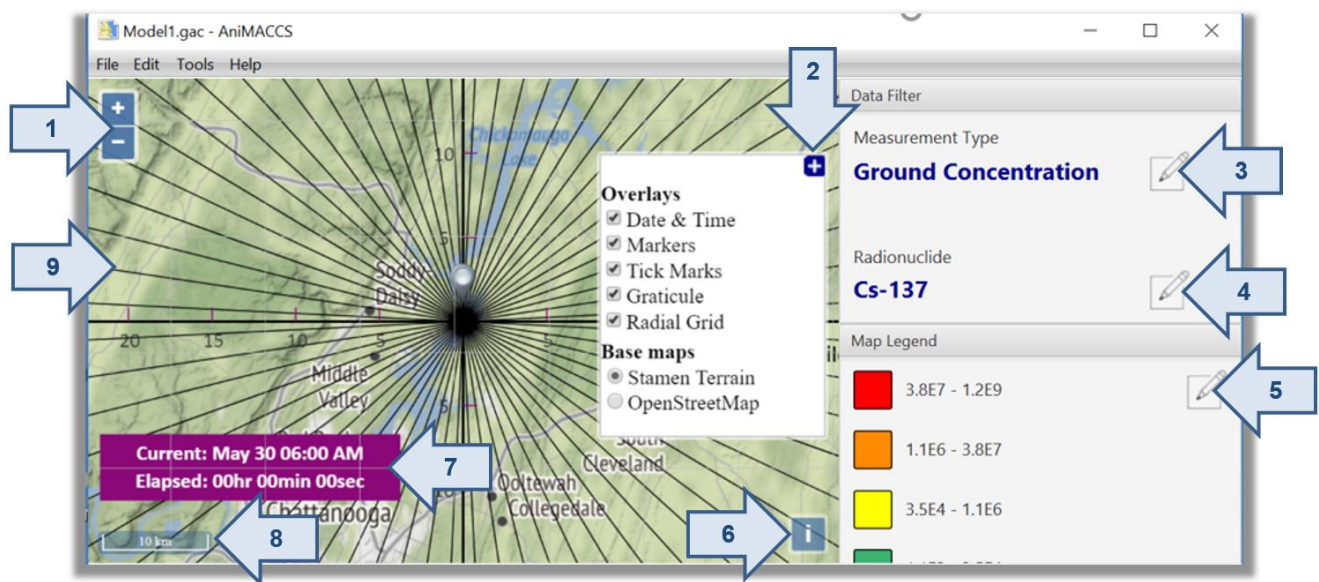 Model1.gac - AniMACCS
File Edit Tools Help
1
2
3
4
5
6
7
8
9
+
−
Chickamauga
Lake
10
5
Soddy-
Daisy
20 15 10 5
Middle
Valley
5
10
Current: May 30 06:00 AM
Elapsed: 00hr 00min 00sec
Chattanooga
10 km
Ooltewah
Collegedale
South
Cleveland
i
+
Overlays
Date & Time
Markers
Tick Marks
Graticule
Radial Grid
Base maps
Stamen Terrain
OpenStreetMap
Data Filter
Measurement Type
Ground Concentration
Radionuclide
Cs-137
Map Legend
3.8E7 - 1.2E9
1.1E6 - 3.8E7
3.5E4 - 1.1E6